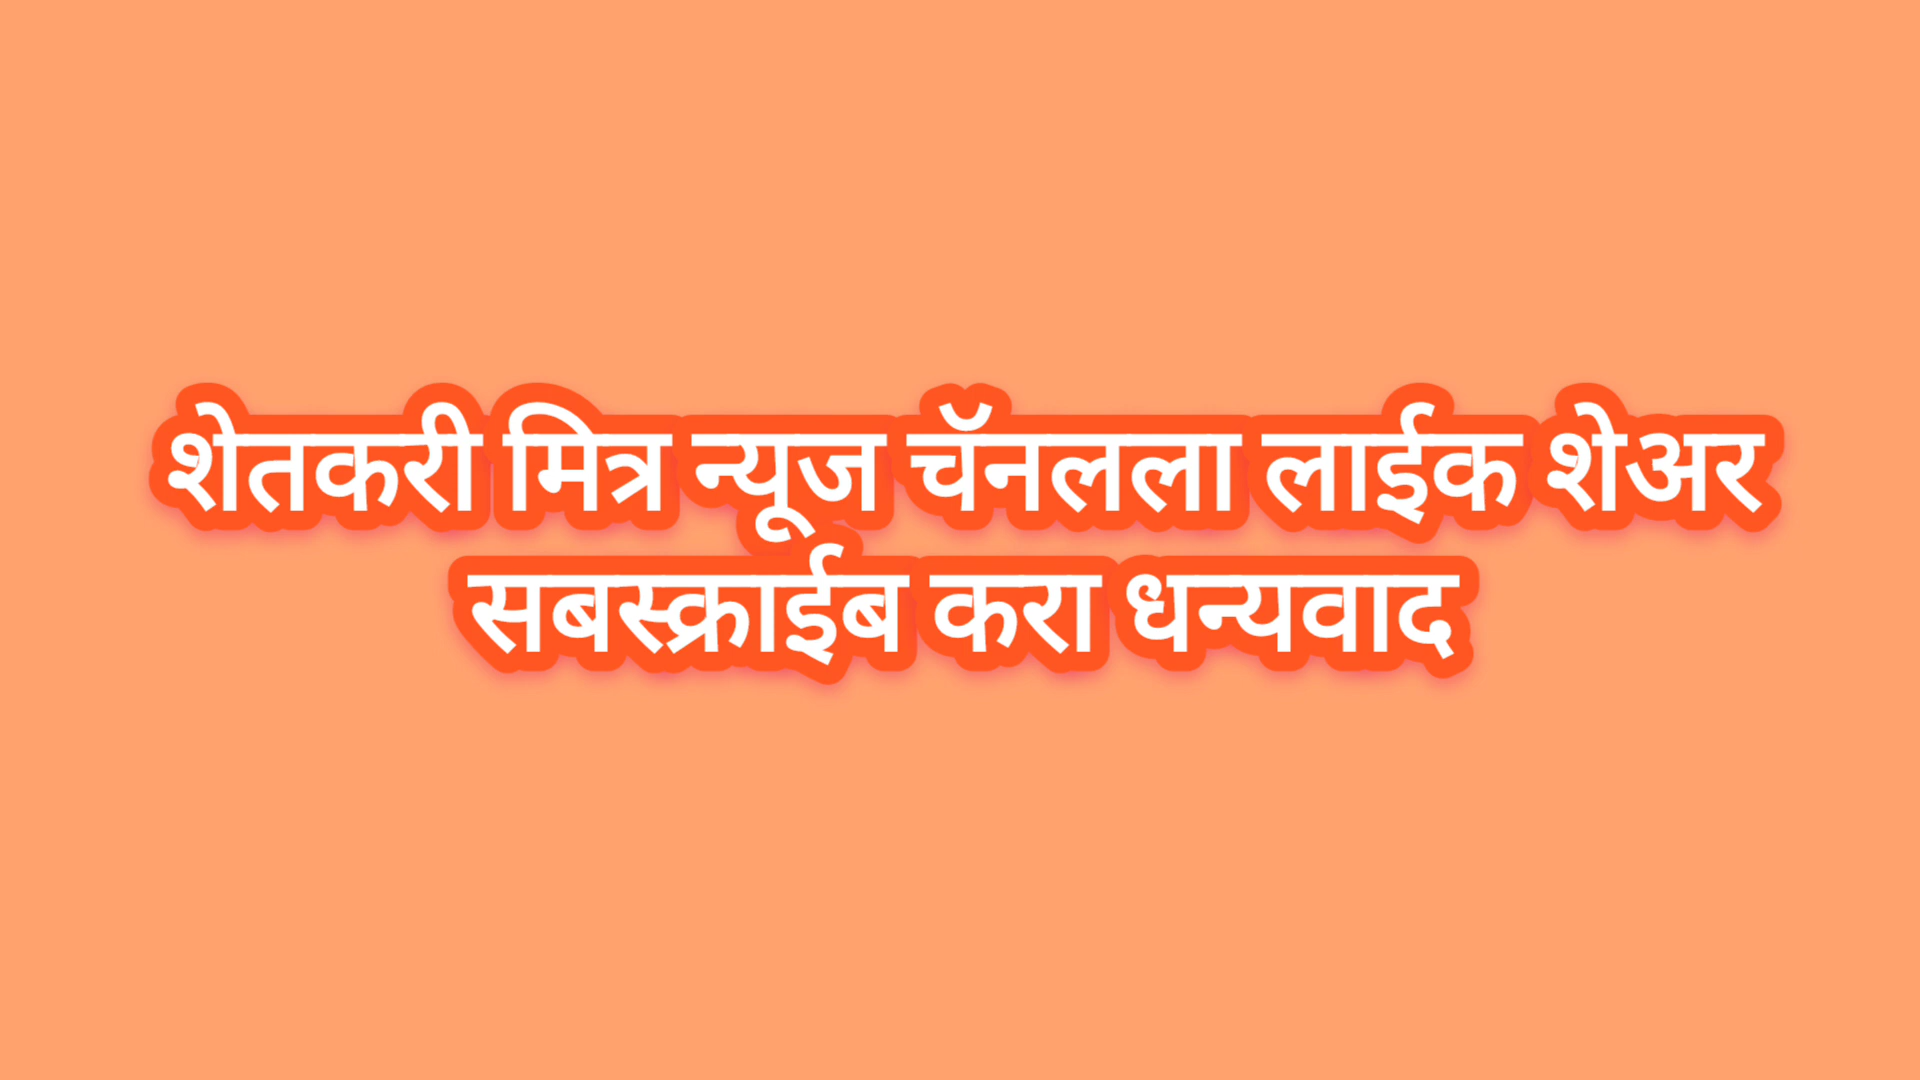 शेतकरी मित्र न्यूज चॅनलला लाईक शेअर
सबस्क्राईब करा धन्यवाद